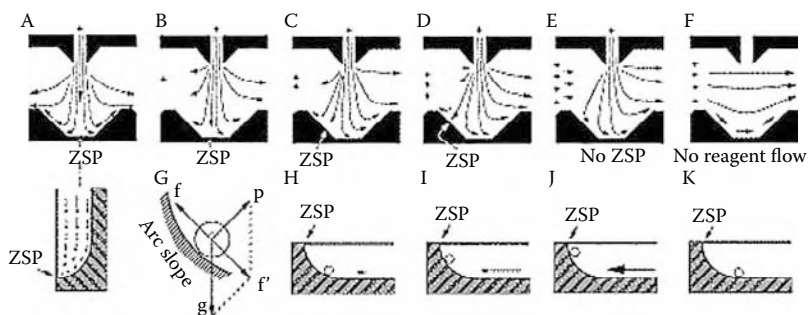 A B C D E F
ZSP ZSP ZSP ZSP No ZSP No reagent flow
G H I J K
f p ZSP ZSP ZSP ZSP
Arc slope
ZSP
f'
g